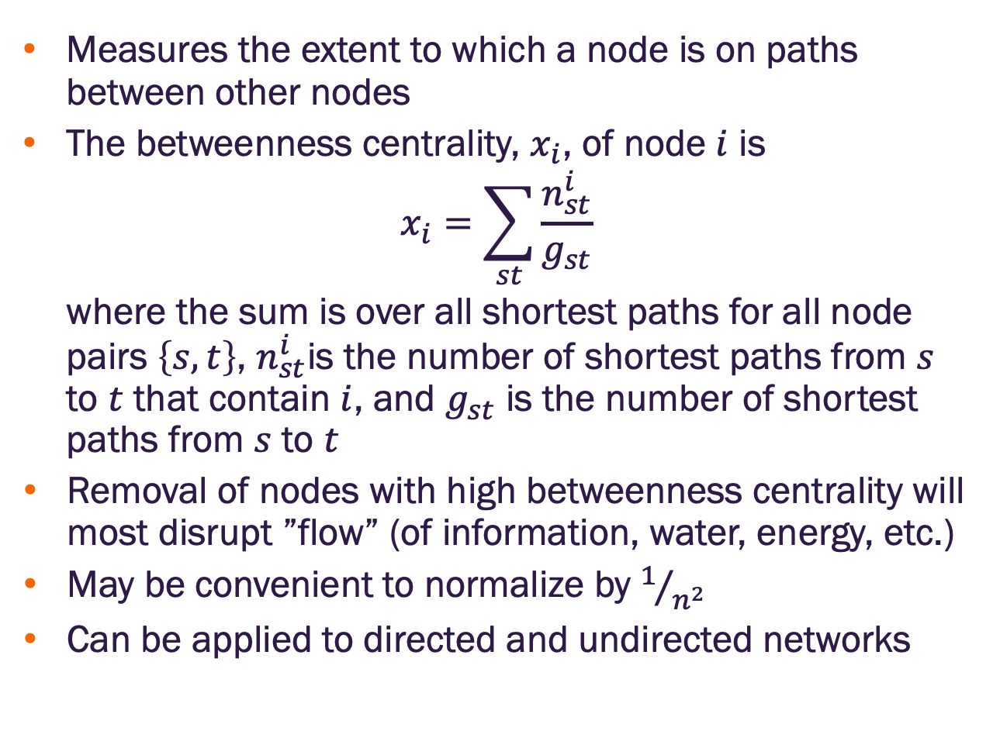 • Measures the extent to which a node is on paths
between other nodes
• The betweenness centrality, $x_i$, of node $i$ is
$x_i = \sum_{st} \frac{n_{st}^i}{g_{st}}$
where the sum is over all shortest paths for all node
pairs $\{s, t\}$, $n_{st}^i$ is the number of shortest paths from $s$
to $t$ that contain $i$, and $g_{st}$ is the number of shortest
paths from $s$ to $t$
• Removal of nodes with high betweenness centrality will
most disrupt ”flow” (of information, water, energy, etc.)
• May be convenient to normalize by $1/n^2$
• Can be applied to directed and undirected networks